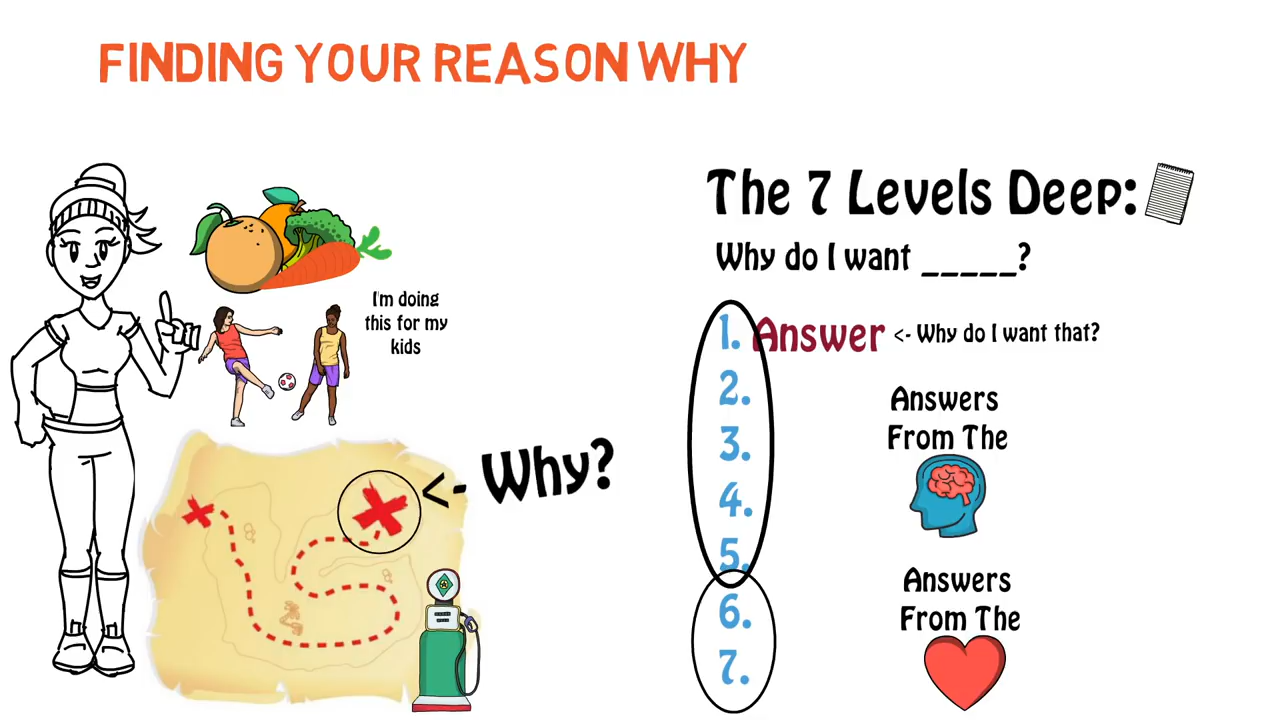 FINDING YOUR REASON WHY
I'm doing
this for my
kids
<- Why?
The 7 Levels Deep:
Why do I want _____?
1. Answer <- Why do I want that?
2.
3.
4.
5.
6.
7.
Answers
From The
Answers
From The